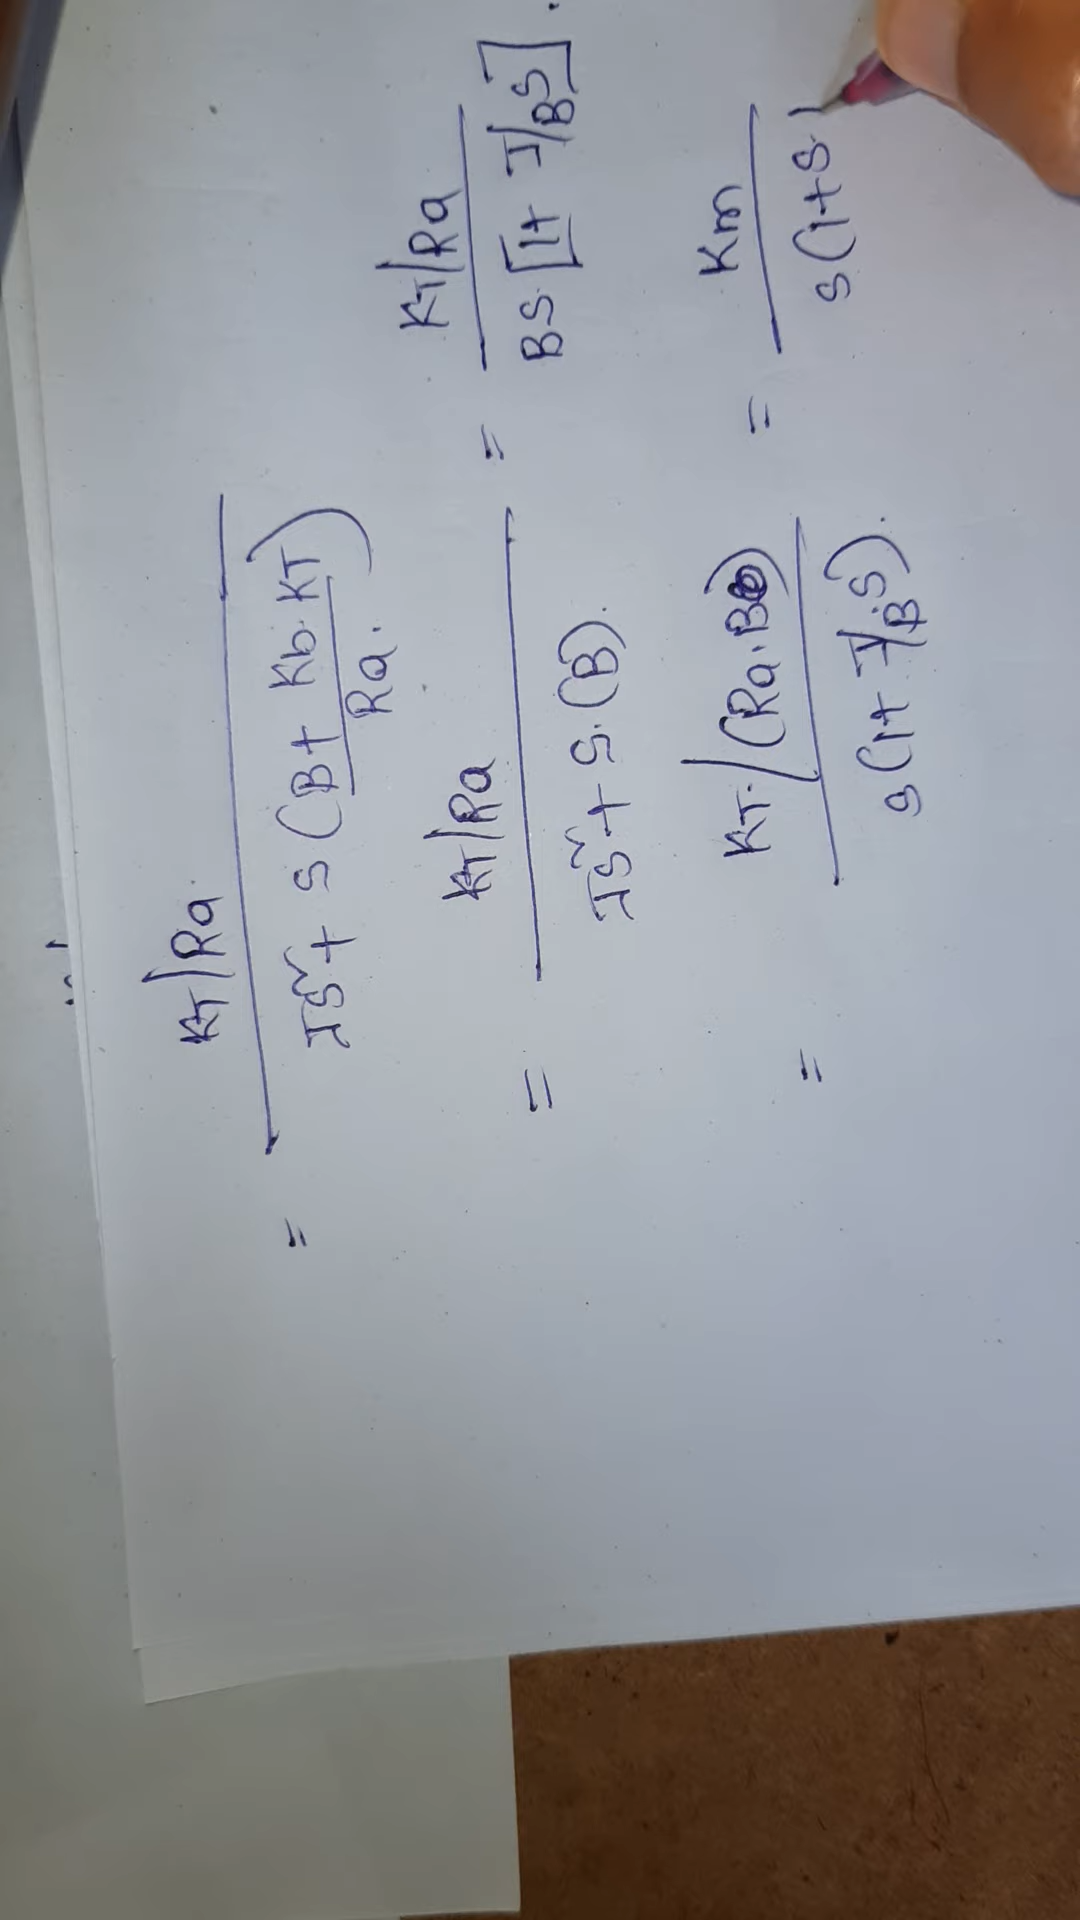 = KT/Ra / JS² + S (B + Kb·KT / Ra)
= KT/Ra / JS² + S·(B) = KT/Ra / BS [1 + J/B S]
= KT/(Ra·B) / S(1 + J/B·S) = Km / S(1+S·